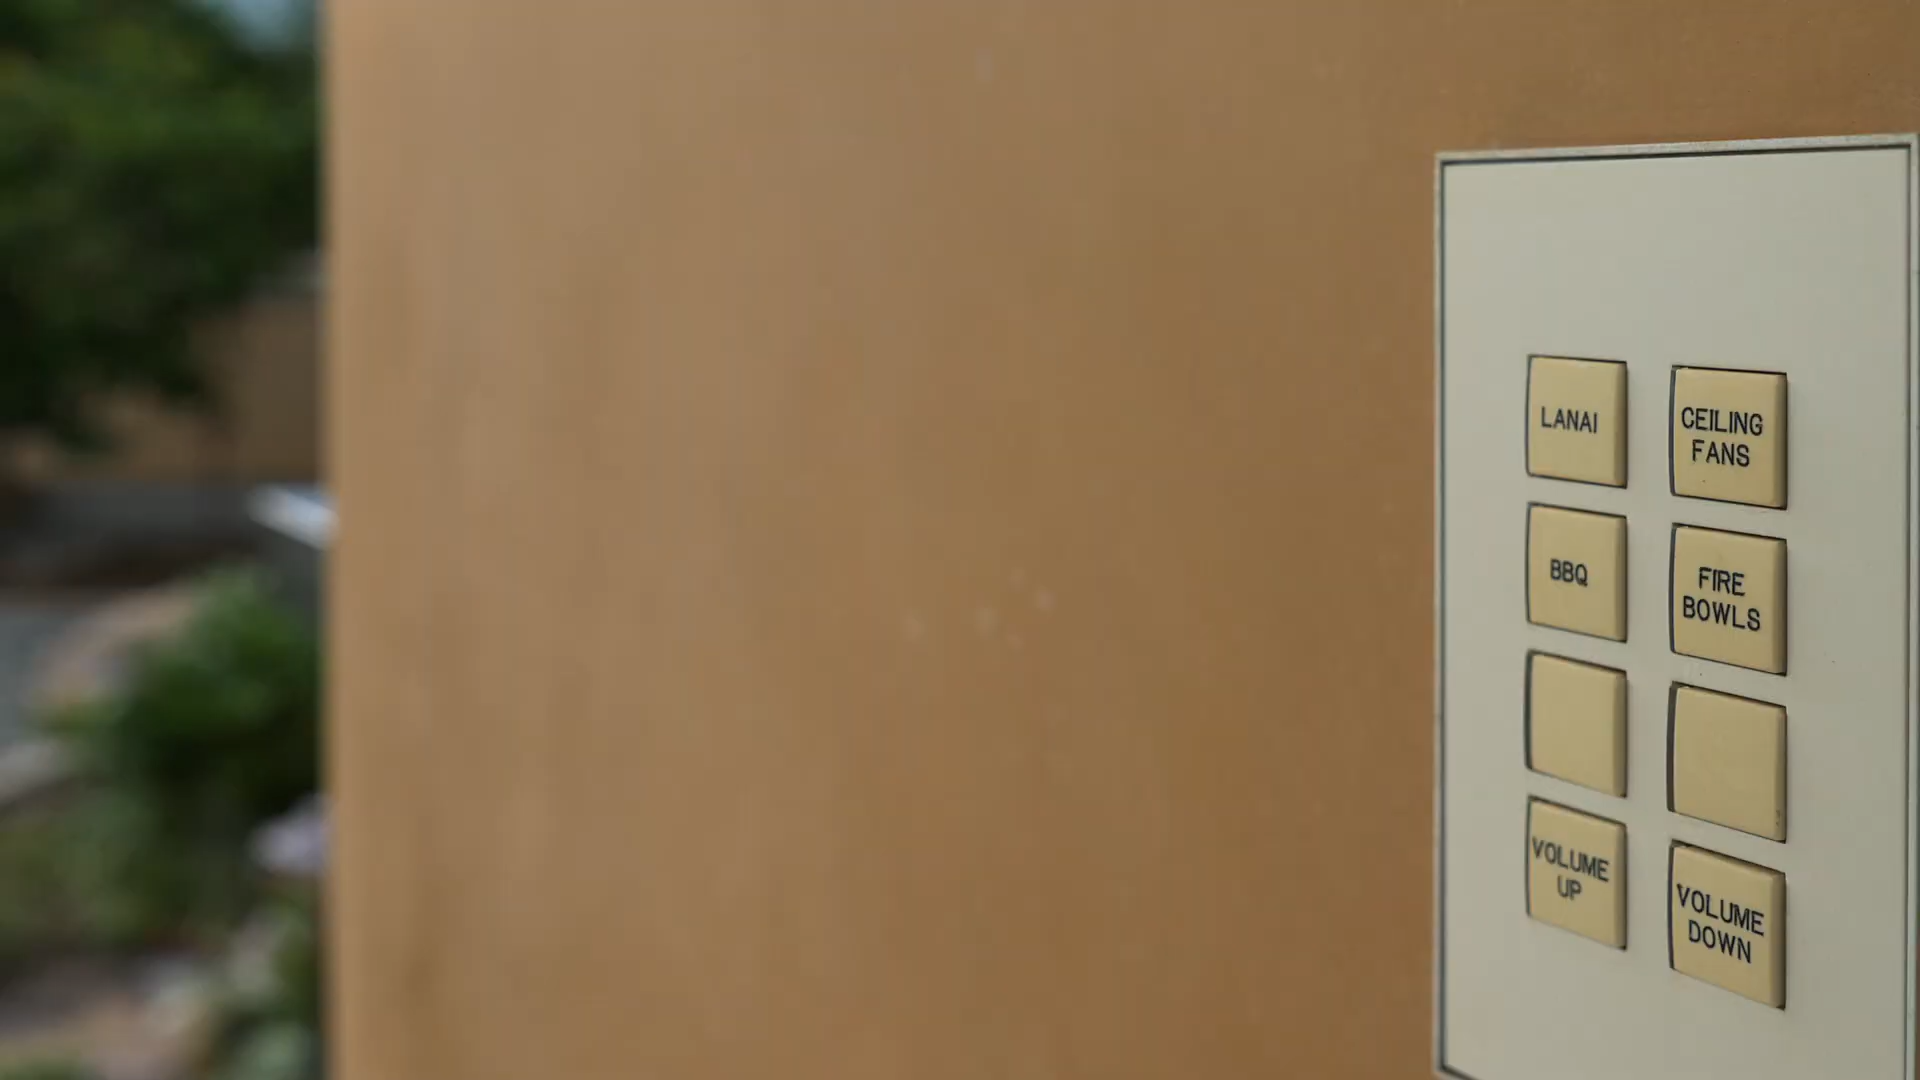 LANAI
CEILING
FANS
BBQ
FIRE
BOWLS
VOLUME
UP
VOLUME
DOWN